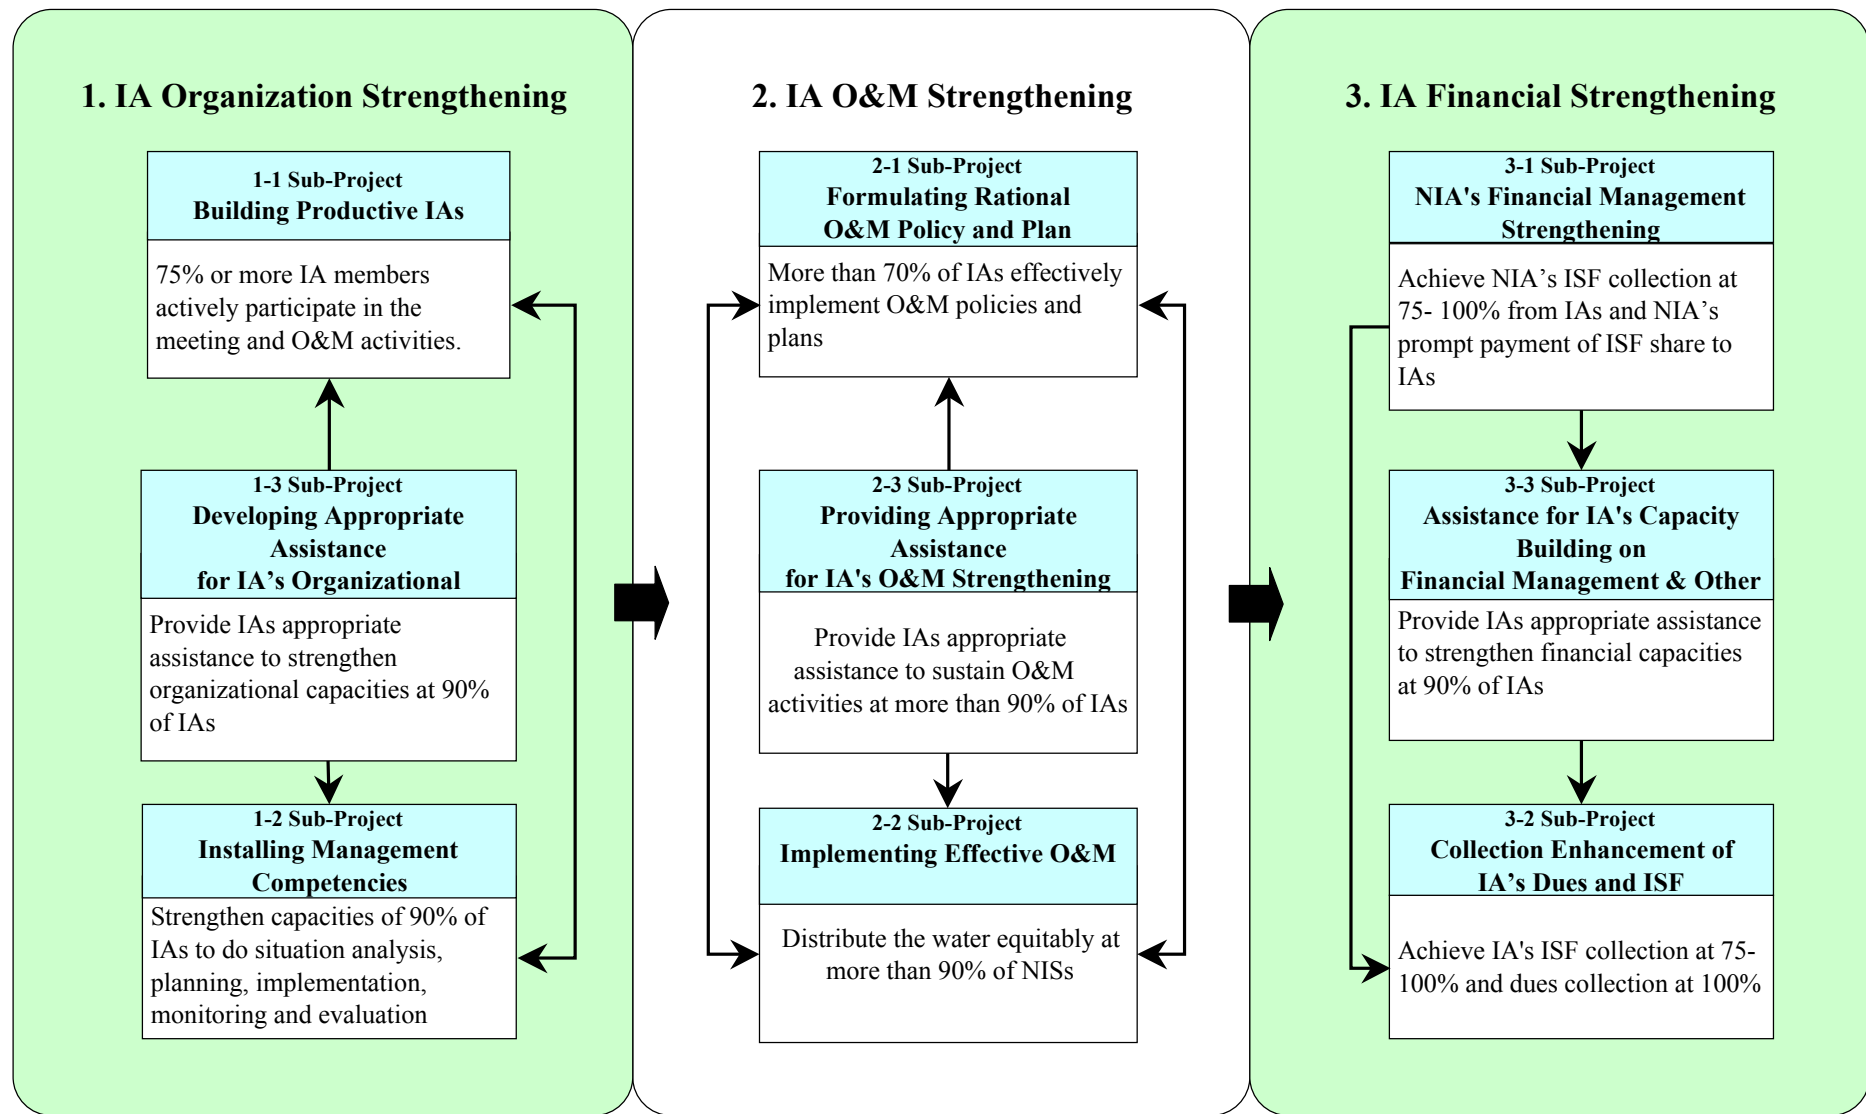 1. IA Organization Strengthening
1-1 Sub-Project
Building Productive IAs
75% or more IA members
actively participate in the
meeting and O&M activities.
1-3 Sub-Project
Developing Appropriate
Assistance
for IA’s Organizational
Provide IAs appropriate
assistance to strengthen
organizational capacities at 90%
of IAs
1-2 Sub-Project
Installing Management
Competencies
Strengthen capacities of 90% of
IAs to do situation analysis,
planning, implementation,
monitoring and evaluation
2. IA O&M Strengthening
2-1 Sub-Project
Formulating Rational
O&M Policy and Plan
More than 70% of IAs effectively
implement O&M policies and
plans
2-3 Sub-Project
Providing Appropriate
Assistance
for IA's O&M Strengthening
Provide IAs appropriate
assistance to sustain O&M
activities at more than 90% of IAs
2-2 Sub-Project
Implementing Effective O&M
Distribute the water equitably at
more than 90% of NISs
3. IA Financial Strengthening
3-1 Sub-Project
NIA's Financial Management
Strengthening
Achieve NIA’s ISF collection at
75- 100% from IAs and NIA’s
prompt payment of ISF share to
IAs
3-3 Sub-Project
Assistance for IA's Capacity
Building on
Financial Management & Other
Provide IAs appropriate assistance
to strengthen financial capacities
at 90% of IAs
3-2 Sub-Project
Collection Enhancement of
IA’s Dues and ISF
Achieve IA's ISF collection at 75-
100% and dues collection at 100%